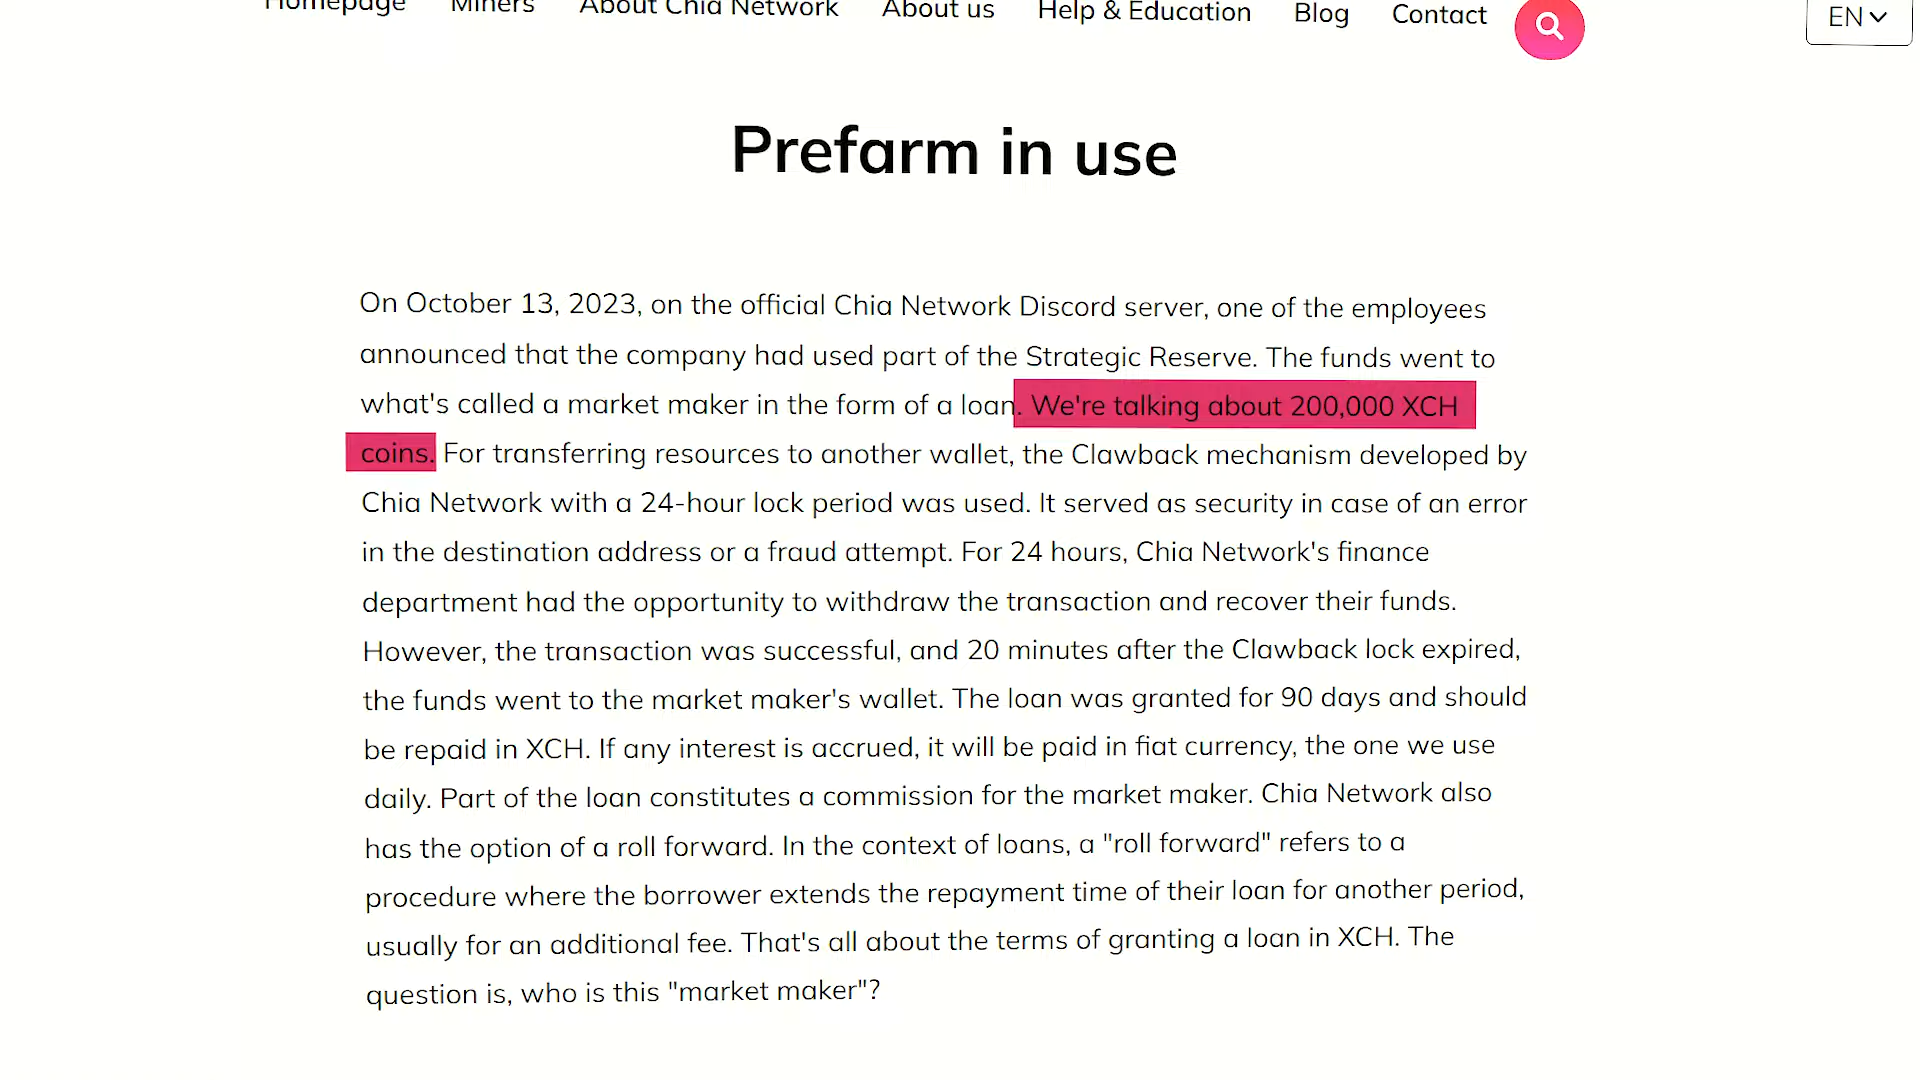 Homepage Miners About Chia Network About us Help & Education Blog Contact EN
Prefarm in use
On October 13, 2023, on the official Chia Network Discord server, one of the employees
announced that the company had used part of the Strategic Reserve. The funds went to
what's called a market maker in the form of a loan. We're talking about 200,000 XCH
coins. For transferring resources to another wallet, the Clawback mechanism developed by
Chia Network with a 24-hour lock period was used. It served as security in case of an error
in the destination address or a fraud attempt. For 24 hours, Chia Network's finance
department had the opportunity to withdraw the transaction and recover their funds.
However, the transaction was successful, and 20 minutes after the Clawback lock expired,
the funds went to the market maker's wallet. The loan was granted for 90 days and should
be repaid in XCH. If any interest is accrued, it will be paid in fiat currency, the one we use
daily. Part of the loan constitutes a commission for the market maker. Chia Network also
has the option of a roll forward. In the context of loans, a "roll forward" refers to a
procedure where the borrower extends the repayment time of their loan for another period,
usually for an additional fee. That's all about the terms of granting a loan in XCH. The
question is, who is this "market maker"?